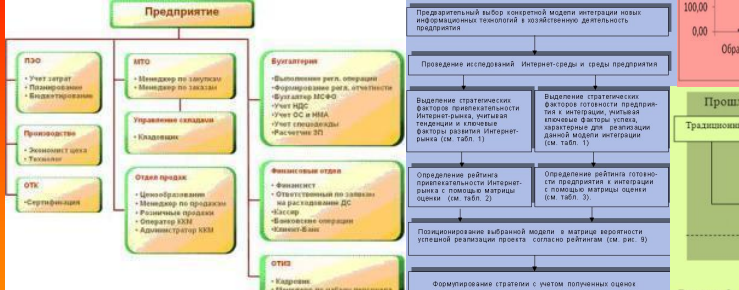 Предприятие
ПЭО
•Учет затрат
•Планирование
•Бюджетирование
Производство
•Экономист цеха
•Технолог
ОТК
•Сертификация
МТО
•Менеджер по закупкам
•Менеджер по заказам
Управление складами
•Кладовщик
Отдел продаж
•Ценообразование
•Менеджер по продажам
•Розничные продажи
•Оператор ККМ
•Администратор ККМ
Бухгалтерия
•Выполнение регл. операций
•Формирование регл. отчетности
•Бухгалтер МСФО
•Учет НДС
•Учет ОС и НМА
•Учет спецодежды
•Расчетчик ЗП
Финансовый отдел
•Финансист
•Ответственный по заявкам
на расходование ДС
•Кассир
•Банковские операции
•Клиент-Банк
ОТИЗ
•Кадровик
Предварительный выбор конкретной модели интеграции новых
информационных технологий в хозяйственную деятельность
предприятия
Проведение исследований Интернет-среды и среды предприятия
Выделение стратегических
факторов привлекательности
Интернет-рынка, учитывая
тенденции и ключевые
факторы развития Интернет-
рынка (см. табл. 1)
Выделение стратегических
факторов готовности предприя-
тия к интеграции, учитывая
ключевые факторы успеха,
характерные для реализации
данной модели интеграции
(см. табл. 1)
Определение рейтинга
привлекательности Интернет-
рынка с помощью матрицы
оценки (см. табл. 2)
Определение рейтинга готовно-
сти предприятия к интеграции
с помощью матрицы оценки
(см. табл. 3).
Позиционирование выбранной модели в матрице вероятности
успешной реализации проекта согласно рейтингам (см. рис. 9)
Формулирование стратегии с учетом полученных оценок
100,00
0,00
Обра
Прош
Традиционн